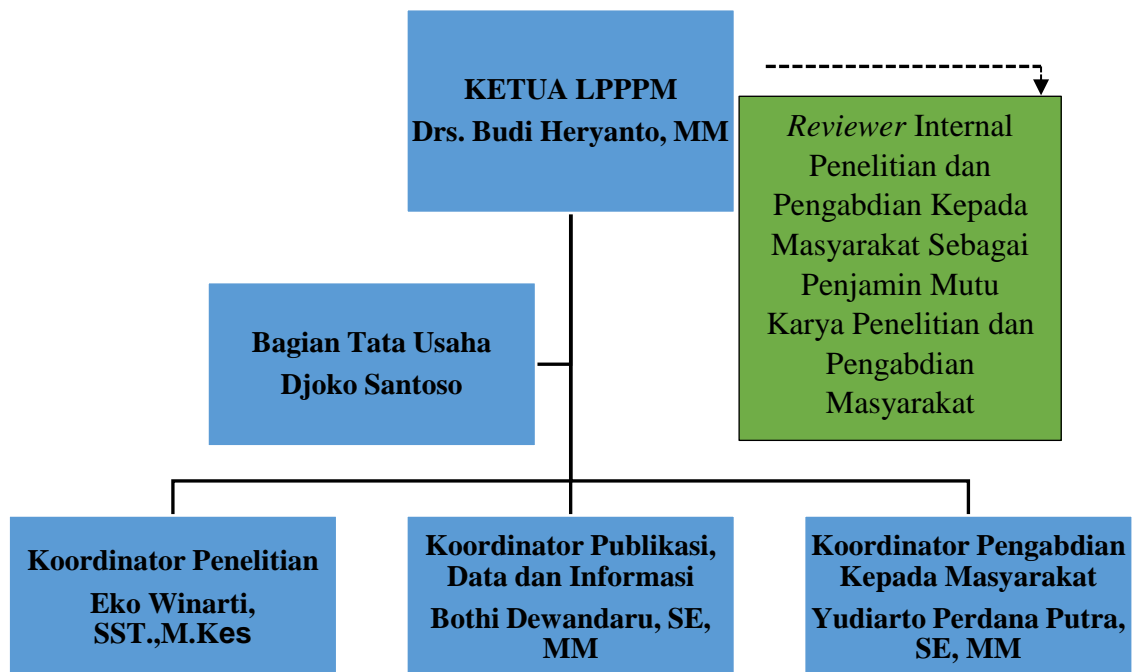 KETUA LPPPM
Drs. Budi Heryanto, MM
Reviewer Internal
Penelitian dan
Pengabdian Kepada
Masyarakat Sebagai
Penjamin Mutu
Karya Penelitian dan
Pengabdian
Masyarakat
Bagian Tata Usaha
Djoko Santoso
Koordinator Penelitian
Eko Winarti,
SST.,M.Kes
Koordinator Publikasi,
Data dan Informasi
Bothi Dewandaru, SE,
MM
Koordinator Pengabdian
Kepada Masyarakat
Yudiarto Perdana Putra,
SE, MM